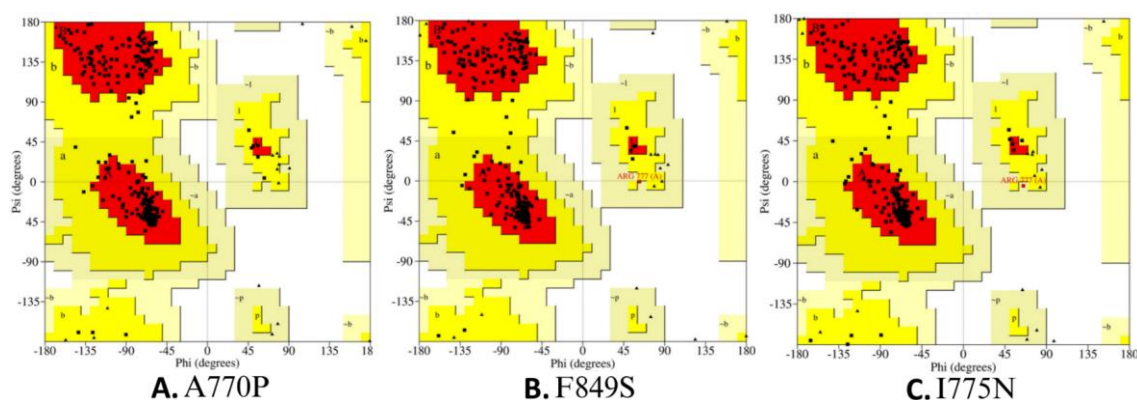 180
135
90
45
0
-45
-90
-135
Psi (degrees)
B
b
~b
b
~b
~b
~l
l
a
A
~a
~b
b
~p
p
~b
-180 -135 -90 -45 0 45 90 135 18
Phi (degrees)
A. A770P
180
135
90
45
0
-45
-90
-135
Psi (degrees)
B
b
~b
b
~b
~b
~l
l
a
A
ARG 777 (A)
~a
~b
b
~p
p
~b
-180 -135 -90 -45 0 45 90 135 180
Phi (degrees)
B. F849S
180
135
90
45
0
-45
-90
-135
Psi (degrees)
B
b
~b
b
~b
~b
~l
l
a
A
ARG 777 (A)
~a
~b
b
~p
p
~b
-180 -135 -90 -45 0 45 90 135 180
Phi (degrees)
C. I775N